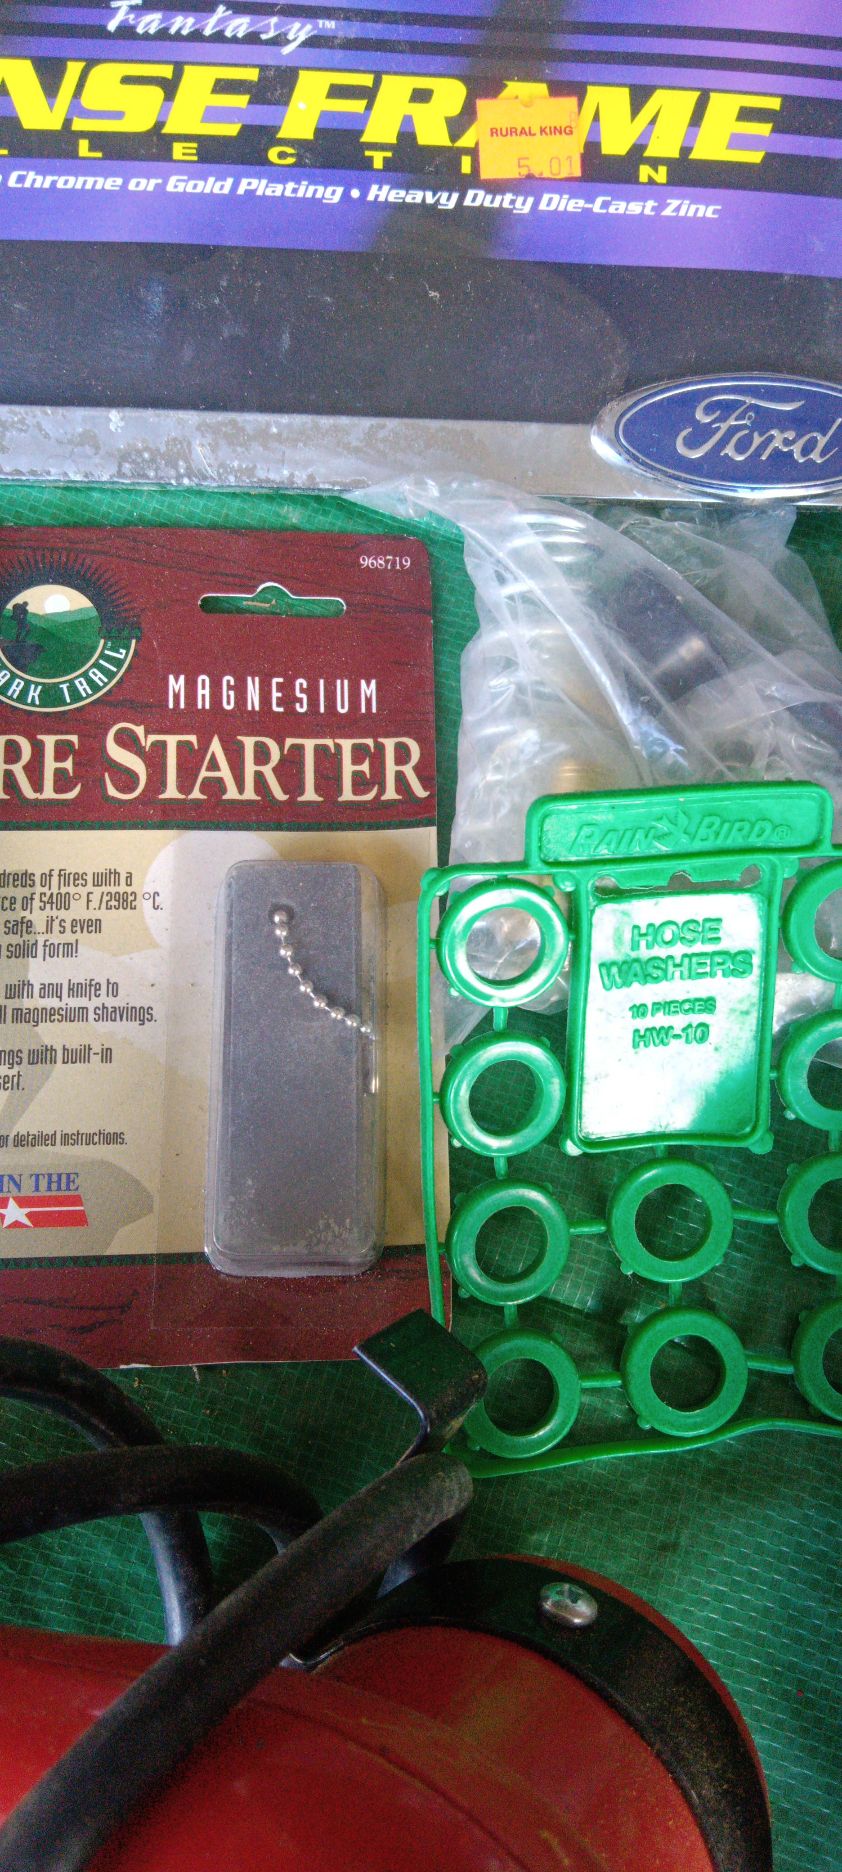 Fantasy™
NSE FRAME
LLECTION
RURAL KING
5.01
Chrome or Gold Plating • Heavy Duty Die-Cast Zinc
Ford
968719
ARK TRAIL™
MAGNESIUM
RE STARTER
dreds of fires with a
ce of 5400° F./2982 °C.
safe...it's even
solid form!
with any knife to
ll magnesium shavings.
ngs with built-in
sert.
or detailed instructions.
IN THE
RAIN BIRD®
HOSE
WASHERS
10 PIECES
HW-10